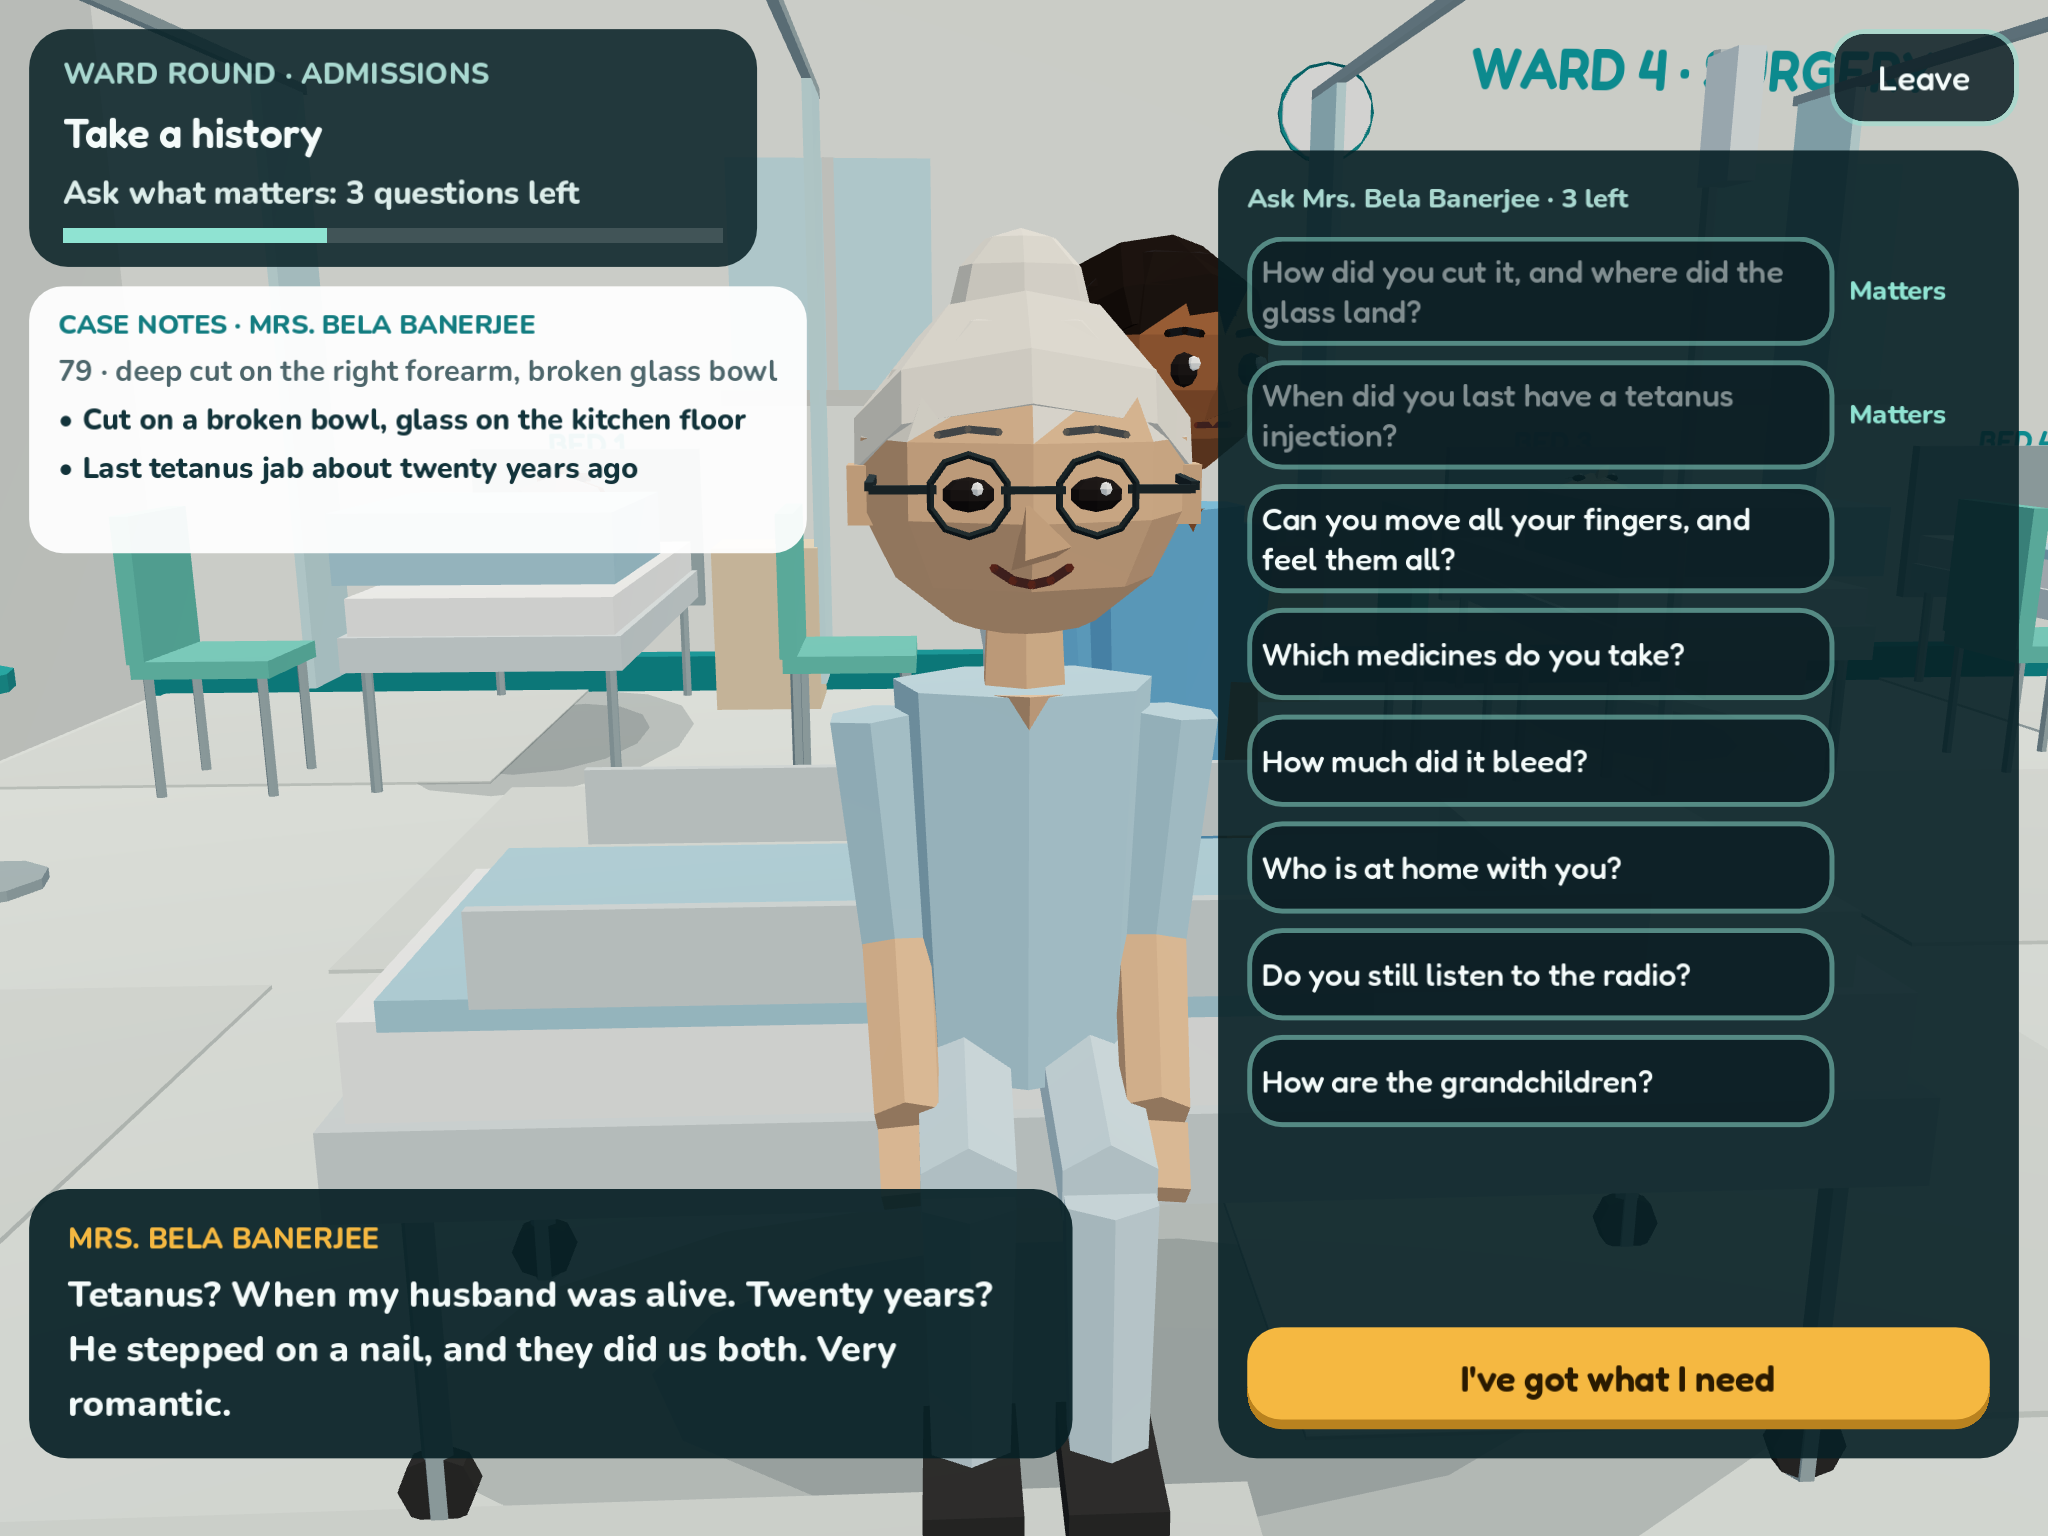 WARD ROUND · ADMISSIONS
Take a history
Ask what matters: 3 questions left
CASE NOTES · MRS. BELA BANERJEE
79 · deep cut on the right forearm, broken glass bowl
• Cut on a broken bowl, glass on the kitchen floor
• Last tetanus jab about twenty years ago
WARD 4 ·
Leave
Ask Mrs. Bela Banerjee · 3 left
How did you cut it, and where did the
glass land?
Matters
When did you last have a tetanus
injection?
Matters
Can you move all your fingers, and
feel them all?
Which medicines do you take?
How much did it bleed?
Who is at home with you?
Do you still listen to the radio?
How are the grandchildren?
I've got what I need
BED 4
MRS. BELA BANERJEE
Tetanus? When my husband was alive. Twenty years?
He stepped on a nail, and they did us both. Very
romantic.